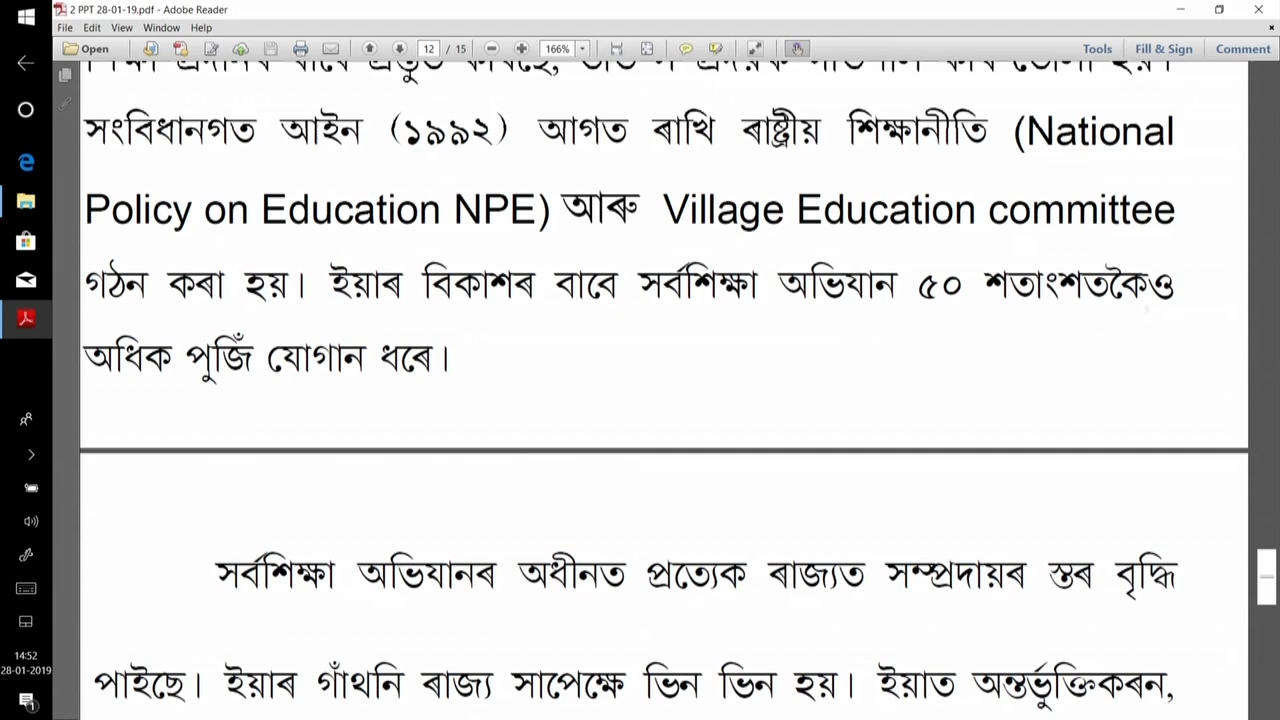 2 PPT 28-01-19.pdf - Adobe Reader
File Edit View Window Help
Open 12 / 15 166% Tools Fill & Sign Comment
সংবিধানগত আইন (১৯৯২) আগত ৰাখি ৰাষ্ট্ৰীয় শিক্ষানীতি (National
Policy on Education NPE) আৰু Village Education committee
গঠন কৰা হয়। ইয়াৰ বিকাশৰ বাবে সৰ্বশিক্ষা অভিযান ৫০ শতাংশতকৈও
অধিক পুজিঁ যোগান ধৰে।
সৰ্বশিক্ষা অভিযানৰ অধীনত প্ৰত্যেক ৰাজ্যত সম্প্ৰদায়ৰ স্তৰ বৃদ্ধি
পাইছে। ইয়াৰ গাঁথনি ৰাজ্য সাপেক্ষে ভিন ভিন হয়। ইয়াত অন্তৰ্ভুক্তিকৰন,
14:52
28-01-2019
1